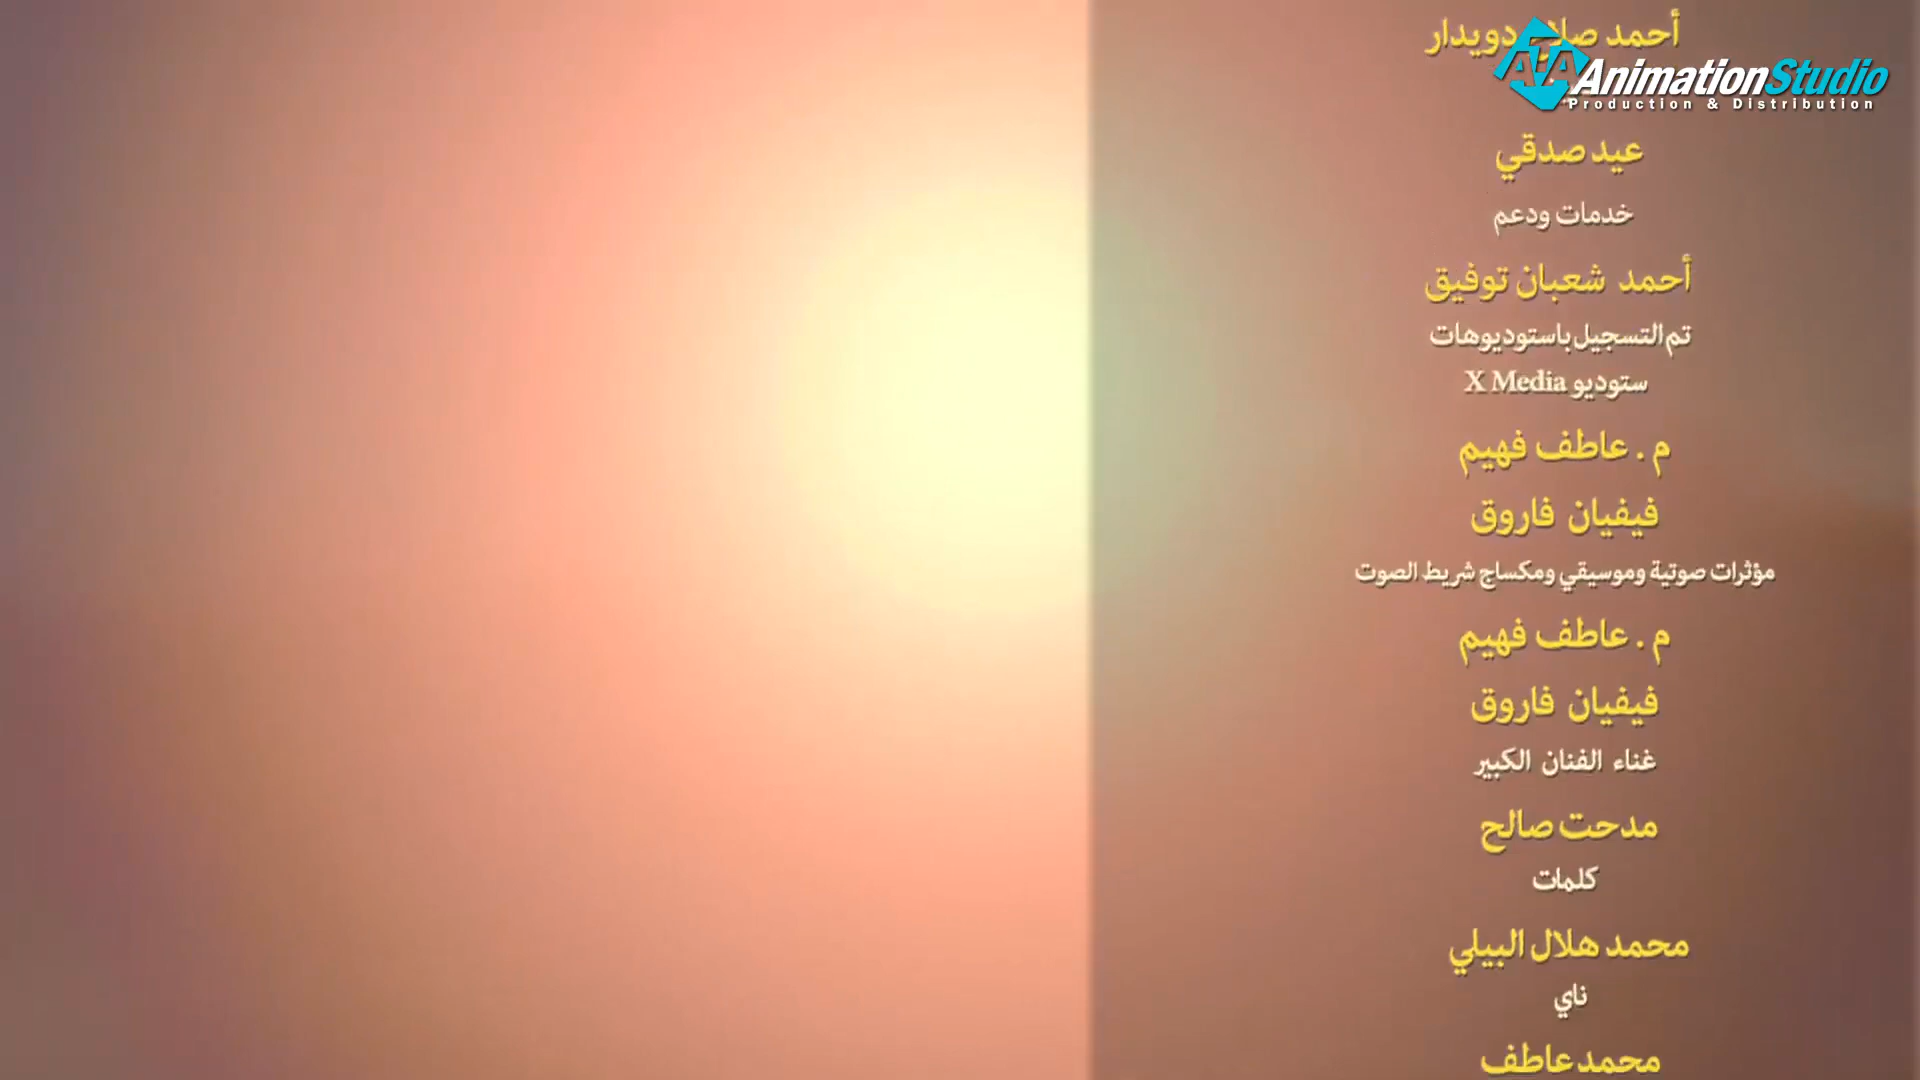 أحمد صلاح دويدار
AnimationStudio
Production & Distribution
عيد صدقي
خدمات ودعم
أحمد شعبان توفيق
تم التسجيل باستوديوهات
ستوديو X Media
م . عاطف فهيم
فيفيان فاروق
مؤثرات صوتية وموسيقي ومكساج شريط الصوت
م . عاطف فهيم
فيفيان فاروق
غناء الفنان الكبير
مدحت صالح
كلمات
محمد هلال البيلي
ناي
محمد عاطف